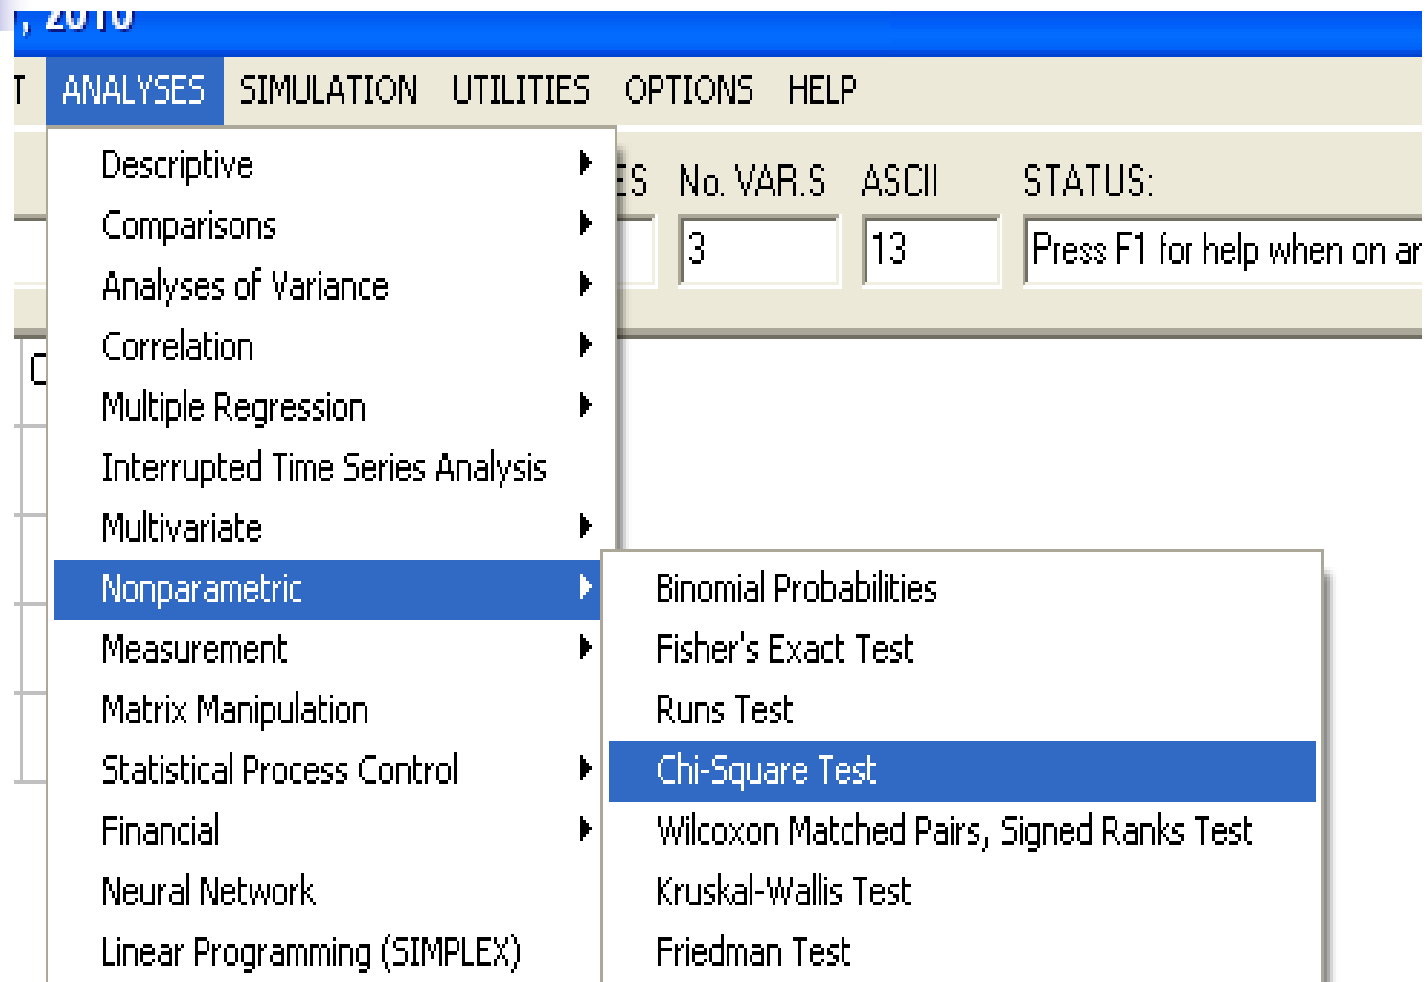 , 2010
T ANALYSES SIMULATION UTILITIES OPTIONS HELP
ES No. VAR.S ASCII STATUS:
3 13 Press F1 for help when on
Descriptive
Comparisons
Analyses of Variance
Correlation
Multiple Regression
Interrupted Time Series Analysis
Multivariate
Nonparametric
Measurement
Matrix Manipulation
Statistical Process Control
Financial
Neural Network
Linear Programming (SIMPLEX)
Binomial Probabilities
Fisher's Exact Test
Runs Test
Chi-Square Test
Wilcoxon Matched Pairs, Signed Ranks Test
Kruskal-Wallis Test
Friedman Test